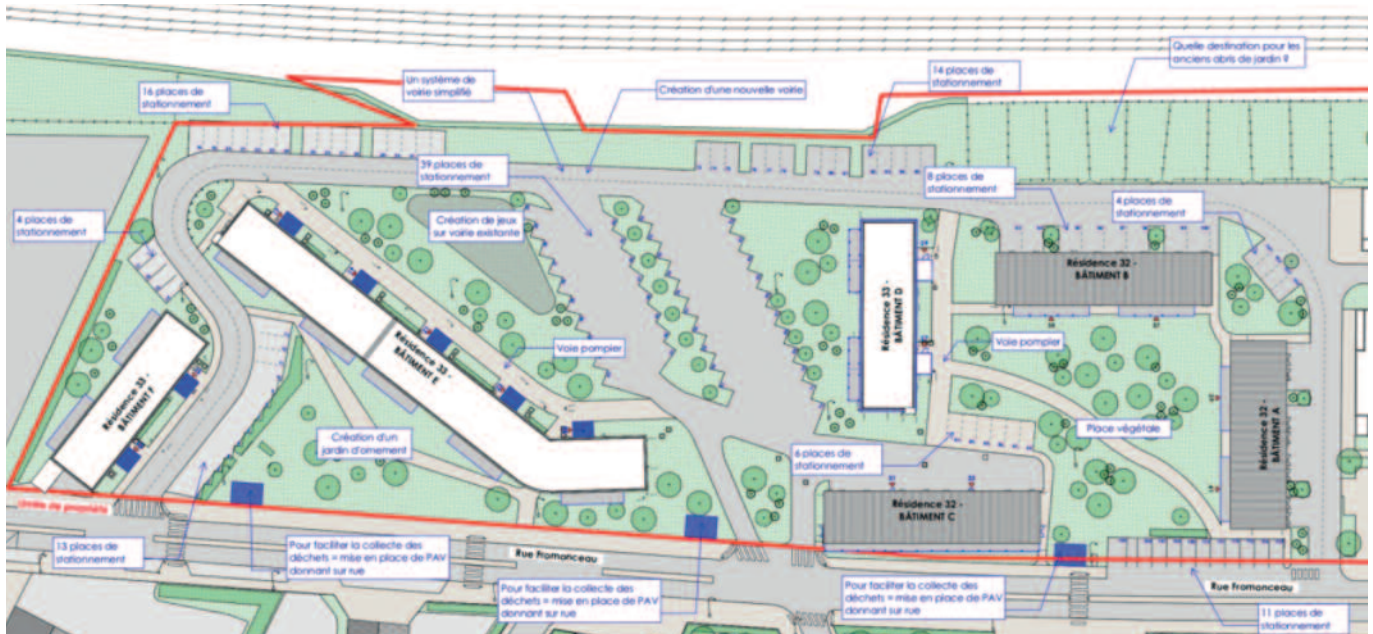 Quelle destination pour les
anciens abris de jardin ?
14 places de
stationnement
Un système de
voirie simplifié
Création d'une nouvelle voirie
16 places de
stationnement
39 places de
stationnement
8 places de
stationnement
4 places de
stationnement
4 places de
stationnement
Création de jeux
sur voirie existante
Résidence 32 -
BÂTIMENT B
Résidence 33 -
BÂTIMENT D
Voie pompier
Voie pompier
Résidence 33 -
BÂTIMENT E
Résidence 33 -
BÂTIMENT F
Résidence 32 -
BÂTIMENT A
Place végétale
Création d'un
jardin d'ornement
6 places de
stationnement
Résidence 32 -
BÂTIMENT C
Limite de propriété
13 places de
stationnement
Pour faciliter la collecte des
déchets = mise en place de PAV
donnant sur rue
Rue Fromonceau
Pour faciliter la collecte des
déchets = mise en place de PAV
donnant sur rue
Pour faciliter la collecte des
déchets = mise en place de PAV
donnant sur rue
Rue Fromonceau
11 places de
stationnement